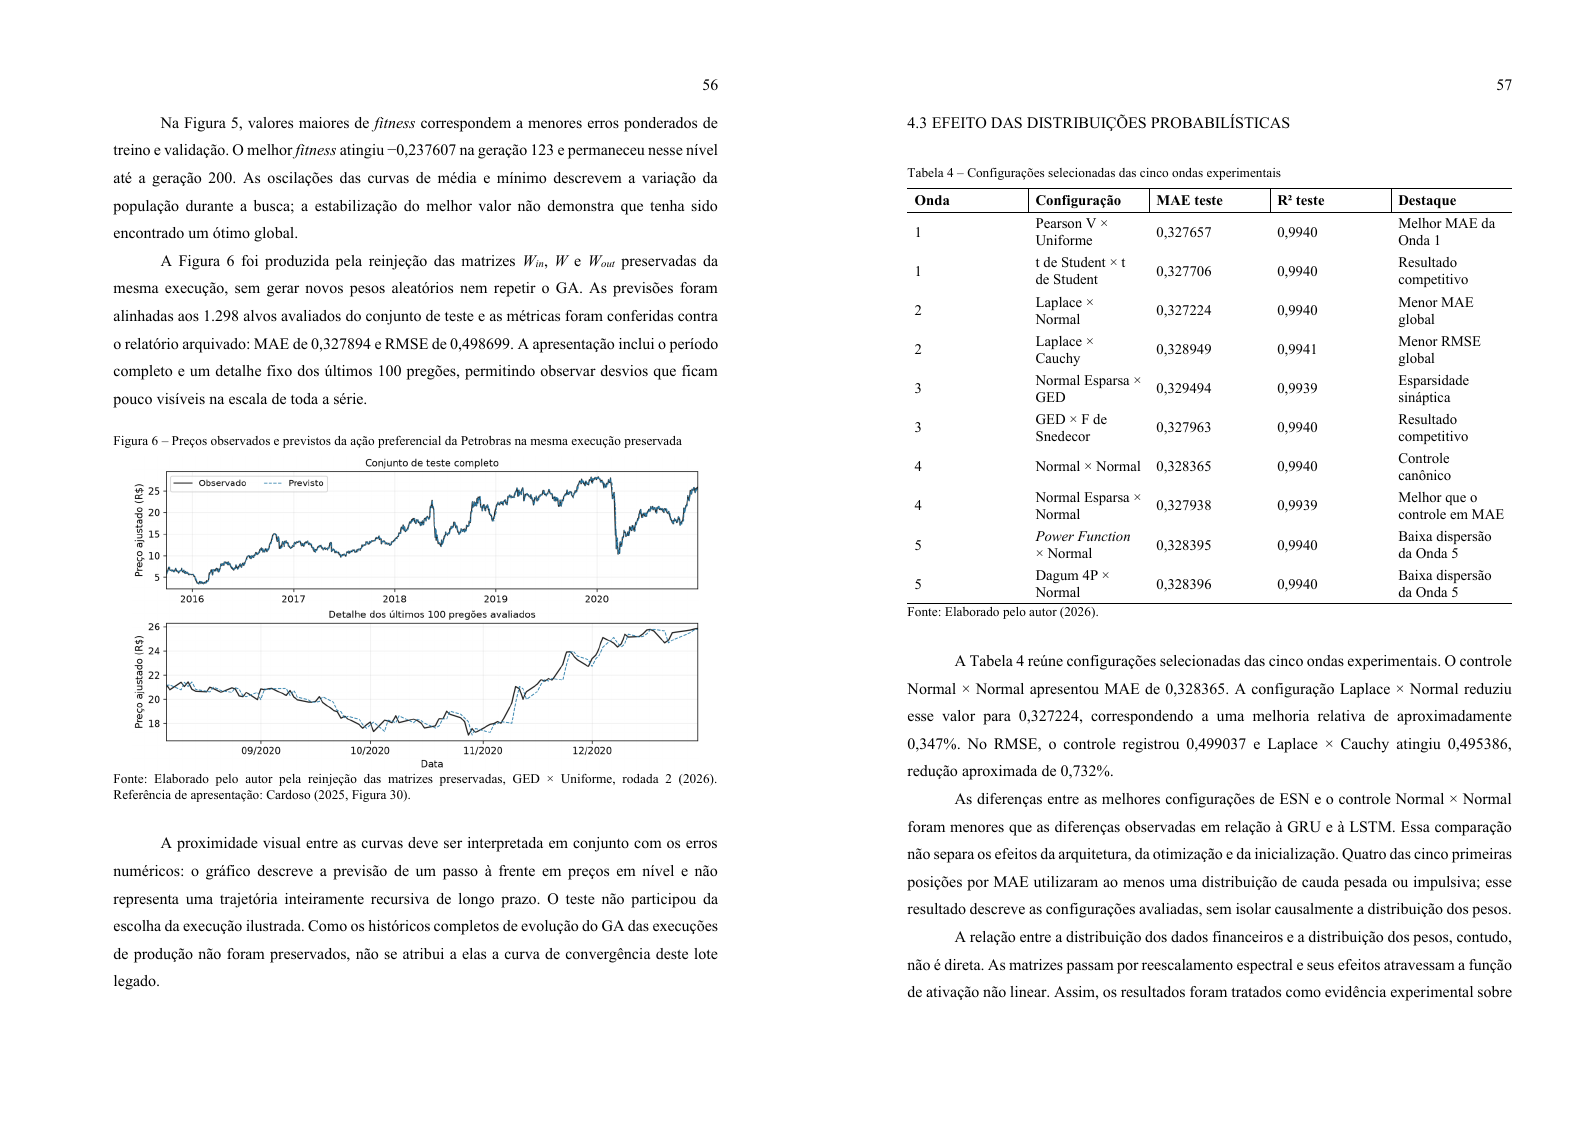 56
Na Figura 5, valores maiores de fitness correspondem a menores erros ponderados de
treino e validação. O melhor fitness atingiu −0,237607 na geração 123 e permaneceu nesse nível
até a geração 200. As oscilações das curvas de média e mínimo descrevem a variação da
população durante a busca; a estabilização do melhor valor não demonstra que tenha sido
encontrado um ótimo global.
A Figura 6 foi produzida pela reinjeção das matrizes Win, W e Wout preservadas da
mesma execução, sem gerar novos pesos aleatórios nem repetir o GA. As previsões foram
alinhadas aos 1.298 alvos avaliados do conjunto de teste e as métricas foram conferidas contra
o relatório arquivado: MAE de 0,327894 e RMSE de 0,498699. A apresentação inclui o período
completo e um detalhe fixo dos últimos 100 pregões, permitindo observar desvios que ficam
pouco visíveis na escala de toda a série.
Figura 6 – Preços observados e previstos da ação preferencial da Petrobras na mesma execução preservada
Conjunto de teste completo
Observado Previsto
Preço ajustado (R$)
25
20
15
10
5
2016 2017 2018 2019 2020
Detalhe dos últimos 100 pregões avaliados
Preço ajustado (R$)
26
24
22
20
18
09/2020 10/2020 11/2020 12/2020
Data
Fonte: Elaborado pelo autor pela reinjeção das matrizes preservadas, GED × Uniforme, rodada 2 (2026).
Referência de apresentação: Cardoso (2025, Figura 30).
A proximidade visual entre as curvas deve ser interpretada em conjunto com os erros
numéricos: o gráfico descreve a previsão de um passo à frente em preços em nível e não
representa uma trajetória inteiramente recursiva de longo prazo. O teste não participou da
escolha da execução ilustrada. Como os históricos completos de evolução do GA das execuções
de produção não foram preservados, não se atribui a elas a curva de convergência deste lote
legado.
57
4.3 EFEITO DAS DISTRIBUIÇÕES PROBABILÍSTICAS
Tabela 4 – Configurações selecionadas das cinco ondas experimentais
Onda Configuração MAE teste R² teste Destaque
1 Pearson V × Uniforme 0,327657 0,9940 Melhor MAE da Onda 1
1 t de Student × t de Student 0,327706 0,9940 Resultado competitivo
2 Laplace × Normal 0,327224 0,9940 Menor MAE global
2 Laplace × Cauchy 0,328949 0,9941 Menor RMSE global
3 Normal Esparsa × GED 0,329494 0,9939 Esparsidade sináptica
3 GED × F de Snedecor 0,327963 0,9940 Resultado competitivo
4 Normal × Normal 0,328365 0,9940 Controle canônico
4 Normal Esparsa × Normal 0,327938 0,9939 Melhor que o controle em MAE
5 Power Function × Normal 0,328395 0,9940 Baixa dispersão da Onda 5
5 Dagum 4P × Normal 0,328396 0,9940 Baixa dispersão da Onda 5
Fonte: Elaborado pelo autor (2026).
A Tabela 4 reúne configurações selecionadas das cinco ondas experimentais. O controle
Normal × Normal apresentou MAE de 0,328365. A configuração Laplace × Normal reduziu
esse valor para 0,327224, correspondendo a uma melhoria relativa de aproximadamente
0,347%. No RMSE, o controle registrou 0,499037 e Laplace × Cauchy atingiu 0,495386,
redução aproximada de 0,732%.
As diferenças entre as melhores configurações de ESN e o controle Normal × Normal
foram menores que as diferenças observadas em relação à GRU e à LSTM. Essa comparação
não separa os efeitos da arquitetura, da otimização e da inicialização. Quatro das cinco primeiras
posições por MAE utilizaram ao menos uma distribuição de cauda pesada ou impulsiva; esse
resultado descreve as configurações avaliadas, sem isolar causalmente a distribuição dos pesos.
A relação entre a distribuição dos dados financeiros e a distribuição dos pesos, contudo,
não é direta. As matrizes passam por reescalamento espectral e seus efeitos atravessam a função
de ativação não linear. Assim, os resultados foram tratados como evidência experimental sobre